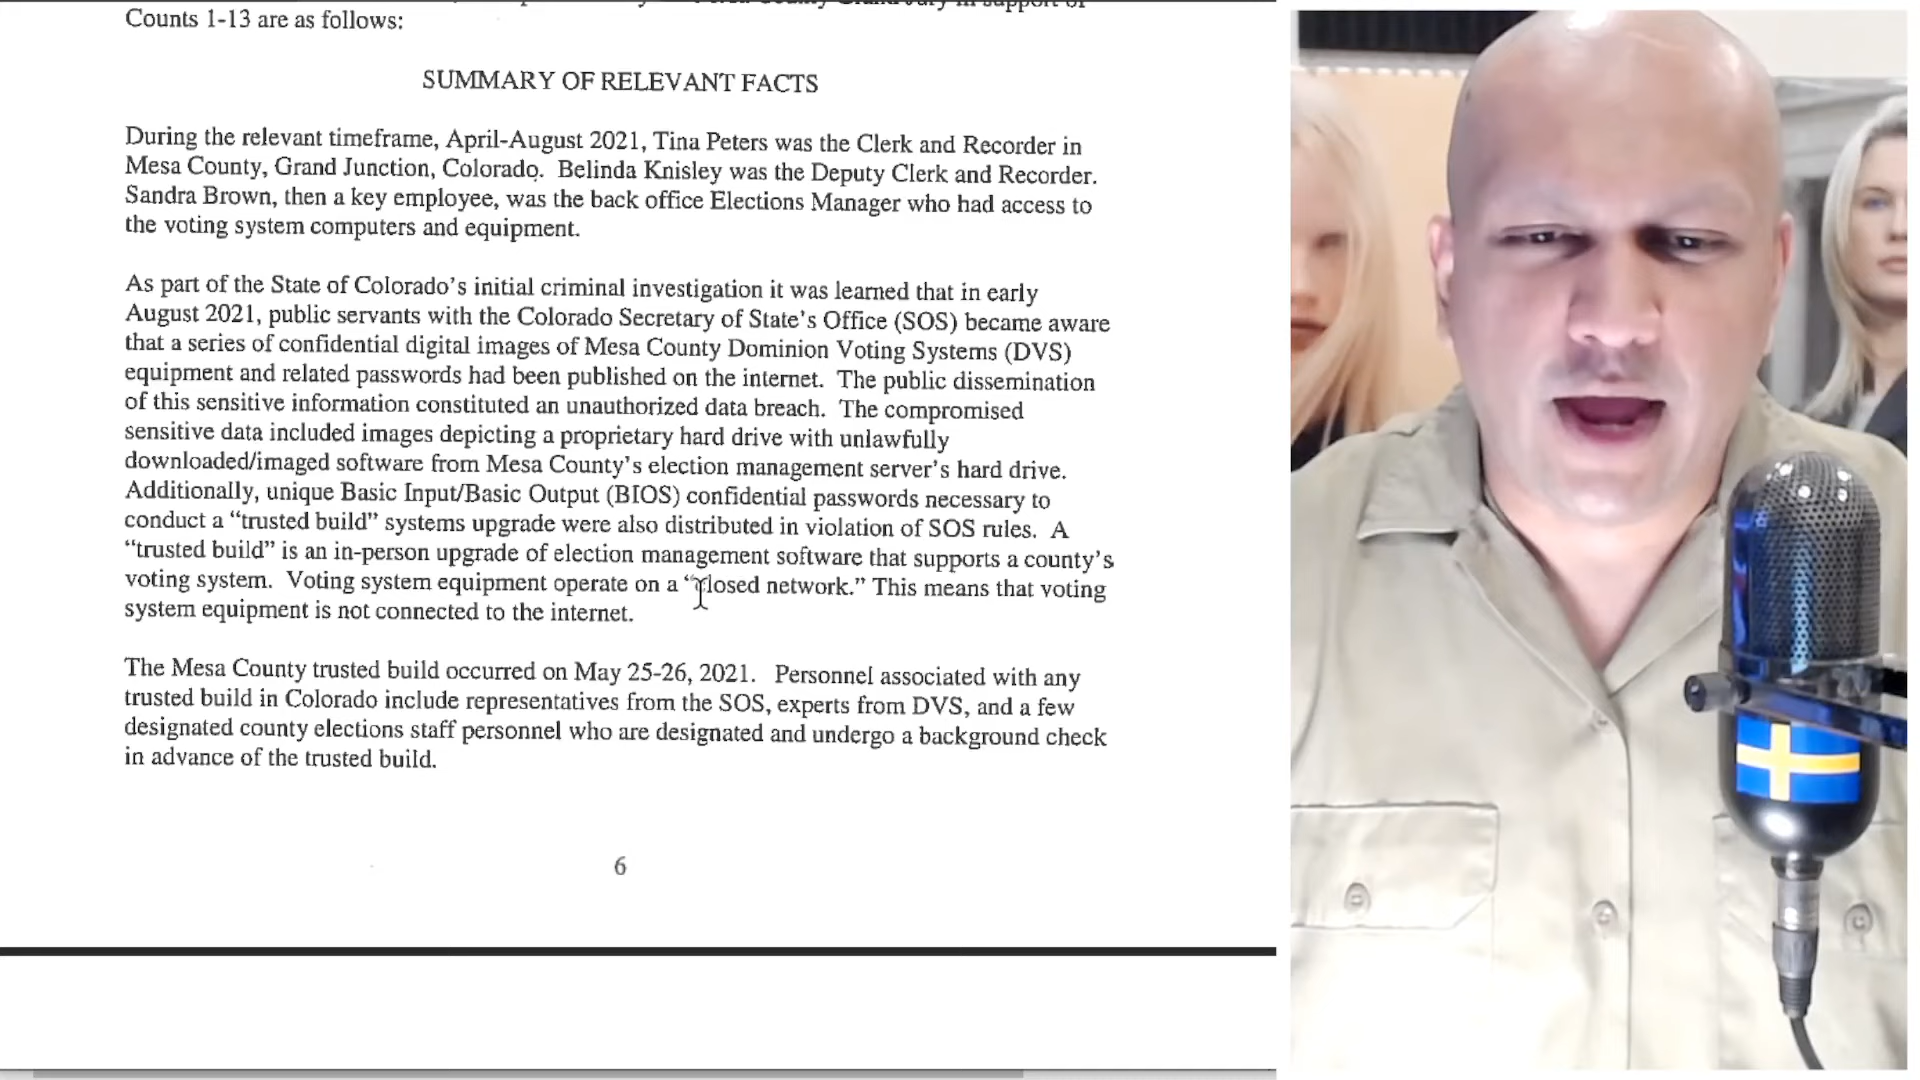 Counts 1-13 are as follows:
SUMMARY OF RELEVANT FACTS
During the relevant timeframe, April-August 2021, Tina Peters was the Clerk and Recorder in
Mesa County, Grand Junction, Colorado. Belinda Knisley was the Deputy Clerk and Recorder.
Sandra Brown, then a key employee, was the back office Elections Manager who had access to
the voting system computers and equipment.
As part of the State of Colorado's initial criminal investigation it was learned that in early
August 2021, public servants with the Colorado Secretary of State's Office (SOS) became aware
that a series of confidential digital images of Mesa County Dominion Voting Systems (DVS)
equipment and related passwords had been published on the internet. The public dissemination
of this sensitive information constituted an unauthorized data breach. The compromised
sensitive data included images depicting a proprietary hard drive with unlawfully
downloaded/imaged software from Mesa County's election management server's hard drive.
Additionally, unique Basic Input/Basic Output (BIOS) confidential passwords necessary to
conduct a “trusted build” systems upgrade were also distributed in violation of SOS rules. A
“trusted build” is an in-person upgrade of election management software that supports a county's
voting system. Voting system equipment operate on a “closed network.” This means that voting
system equipment is not connected to the internet.
The Mesa County trusted build occurred on May 25-26, 2021. Personnel associated with any
trusted build in Colorado include representatives from the SOS, experts from DVS, and a few
designated county elections staff personnel who are designated and undergo a background check
in advance of the trusted build.
6